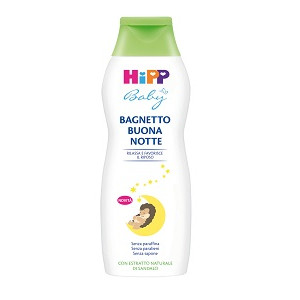 HiPP
Baby
BAGNETTO
BUONA
NOTTE
RILASSA E FAVORISCE
IL RIPOSO
NOVITÀ
Senza paraffina
Senza parabeni
Senza sapone
CON ESTRATTO NATURALE
DI SANDALO